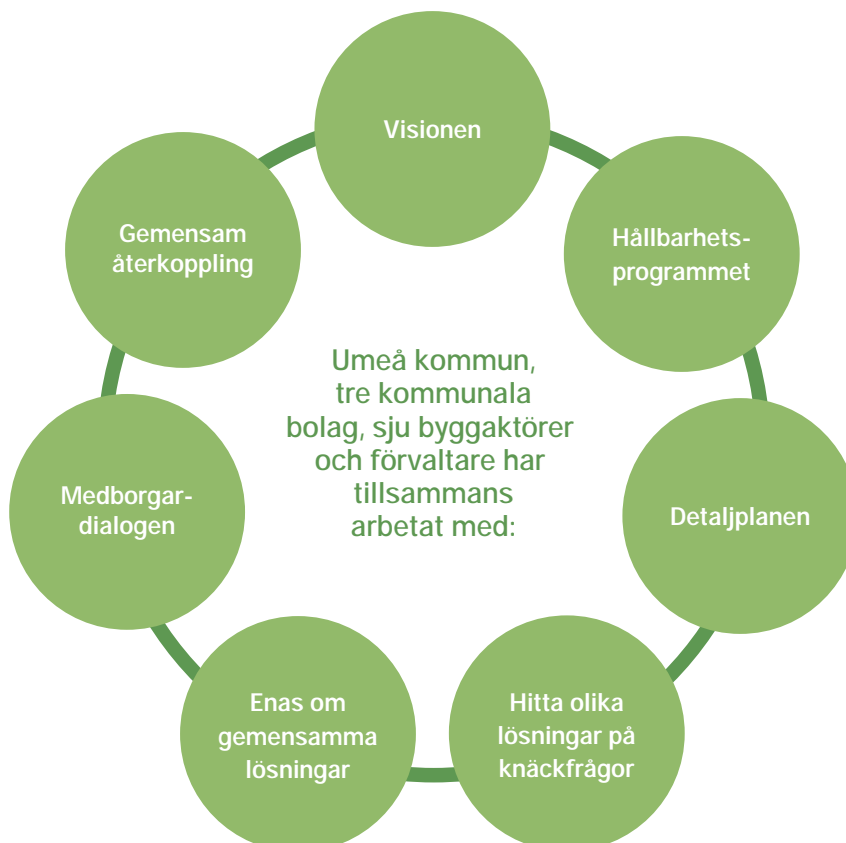 Visionen
Hållbarhets-
programmet
Detaljplanen
Hitta olika
lösningar på
knäckfrågor
Enas om
gemensamma
lösningar
Medborgar-
dialogen
Gemensam
återkoppling
Umeå kommun,
tre kommunala
bolag, sju byggaktörer
och förvaltare har
tillsammans
arbetat med: